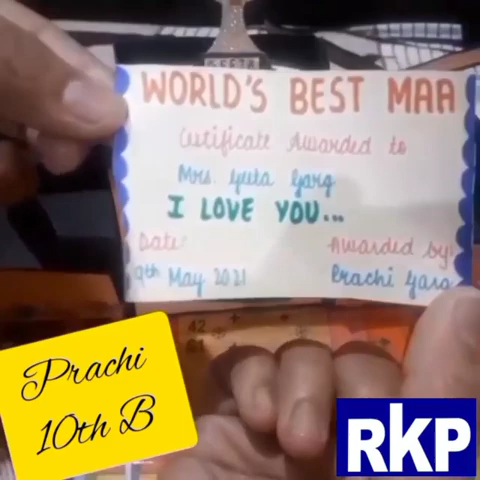 WORLD'S BEST MAA
Certificate Awarded to
Mrs. Geeta Garg
I LOVE YOU...
Date: Awarded by:
9th May 2021 Prachi Garg
42
Prachi
10th B
RKP